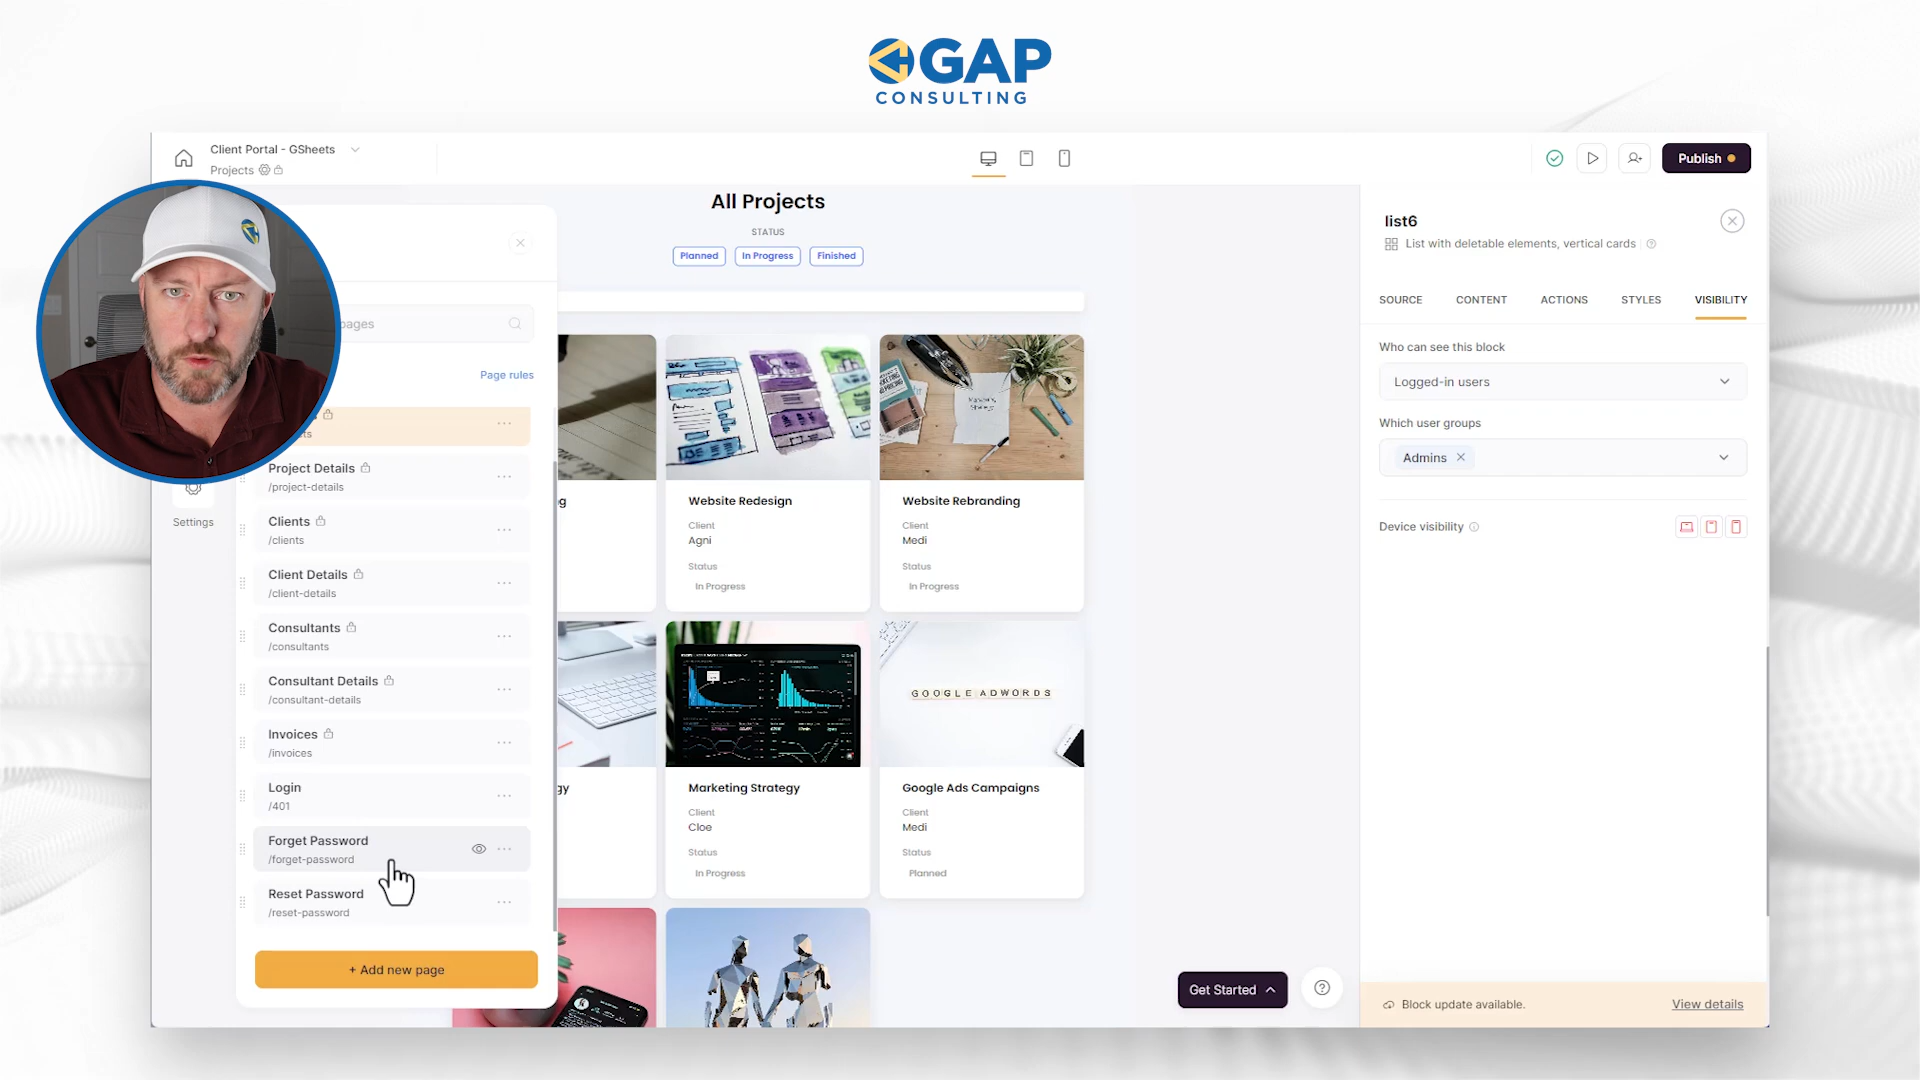 GAP
CONSULTING
Client Portal - GSheets
Projects
Publish
All Projects
STATUS
Planned
In Progress
Finished
pages
Page rules
Project Details
/project-details
Clients
/clients
Client Details
/client-details
Consultants
/consultants
Consultant Details
/consultant-details
Invoices
/invoices
Login
/401
Forget Password
/forget-password
Reset Password
/reset-password
+ Add new page
Settings
Website Redesign
Client
Agni
Status
In Progress
Website Rebranding
Client
Medi
Status
In Progress
GOOGLE ADWORDS
Marketing Strategy
Client
Cloe
Status
In Progress
Google Ads Campaigns
Client
Medi
Status
Planned
Get Started
list6
List with deletable elements, vertical cards
SOURCE
CONTENT
ACTIONS
STYLES
VISIBILITY
Who can see this block
Logged-in users
Which user groups
Admins
Device visibility
Block update available.
View details